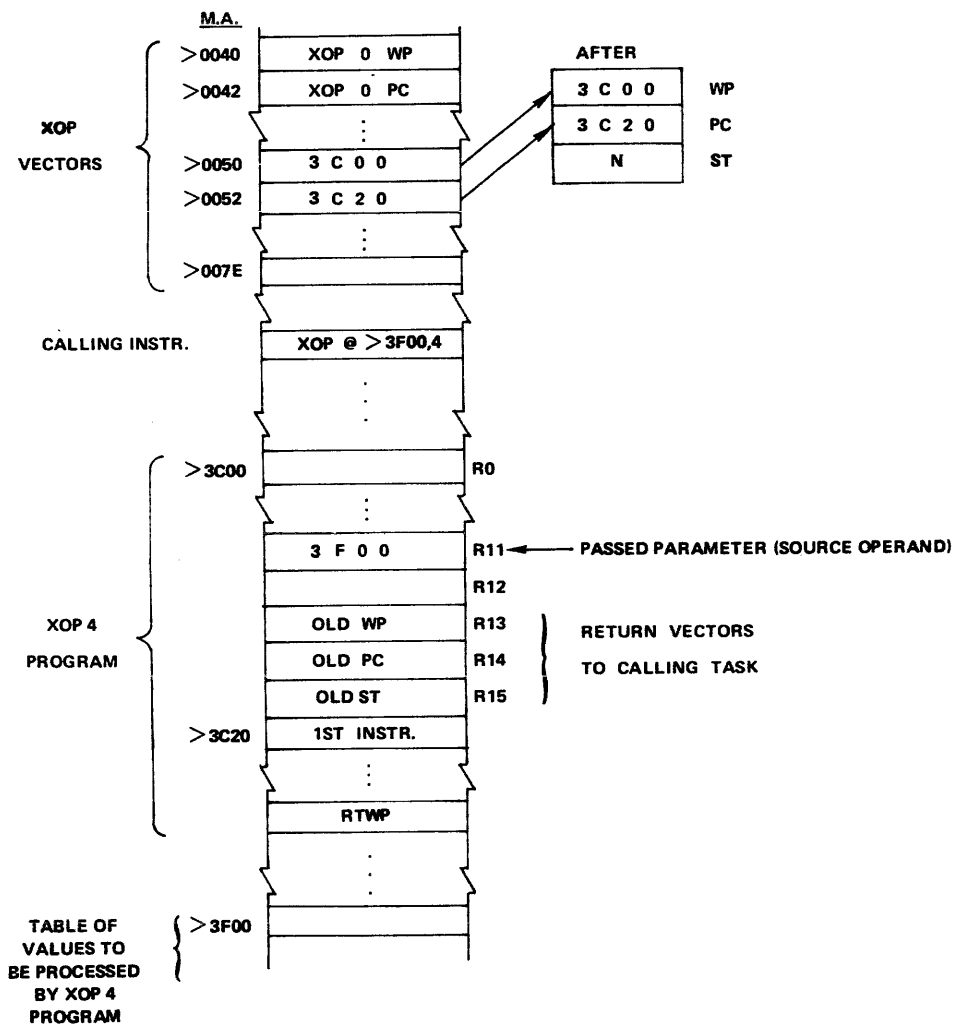 M.A.
>0040 XOP 0 WP
>0042 XOP 0 PC
XOP
VECTORS
>0050 3 C 0 0
>0052 3 C 2 0
>007E
AFTER
3 C 0 0 WP
3 C 2 0 PC
N ST
CALLING INSTR. XOP @ >3F00,4
>3C00 R0
3 F 0 0 R11 PASSED PARAMETER (SOURCE OPERAND)
R12
XOP 4
PROGRAM
OLD WP R13
OLD PC R14
OLD ST R15
RETURN VECTORS
TO CALLING TASK
>3C20 1ST INSTR.
RTWP
>3F00
TABLE OF
VALUES TO
BE PROCESSED
BY XOP 4
PROGRAM